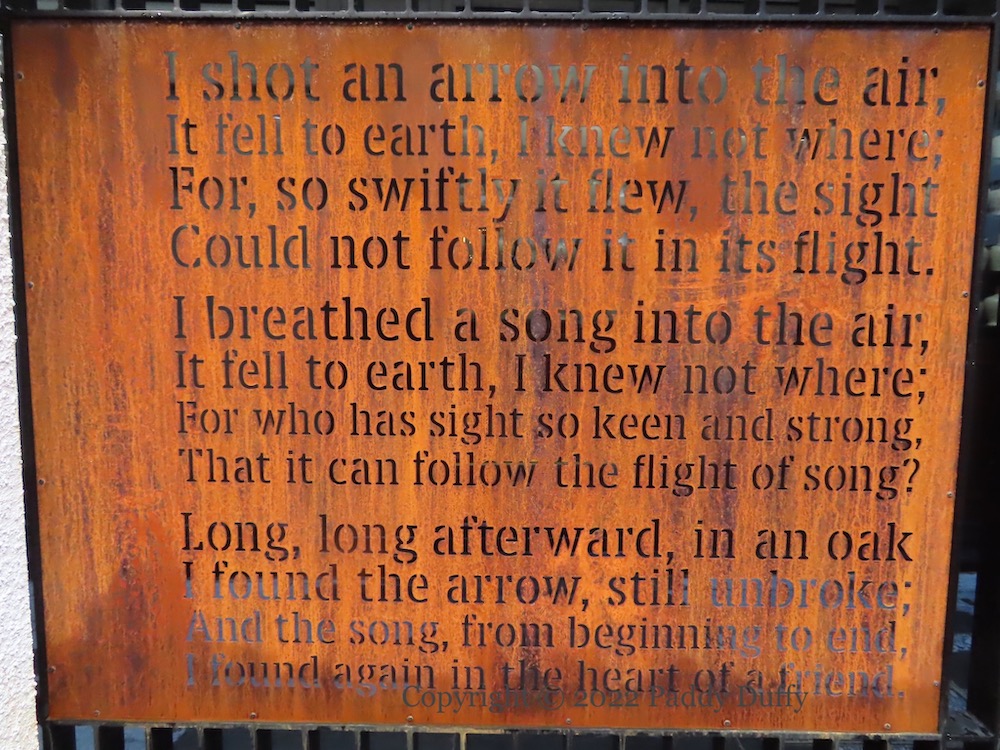 I shot an arrow into the air,
It fell to earth, I knew not where;
For, so swiftly it flew, the sight
Could not follow it in its flight.
I breathed a song into the air,
It fell to earth, I knew not where;
For who has sight so keen and strong,
That it can follow the flight of song?
Long, long afterward, in an oak
I found the arrow, still unbroke;
And the song, from beginning to end,
I found again in the heart of a friend.
Copyright © 2022 Paddy Duffy